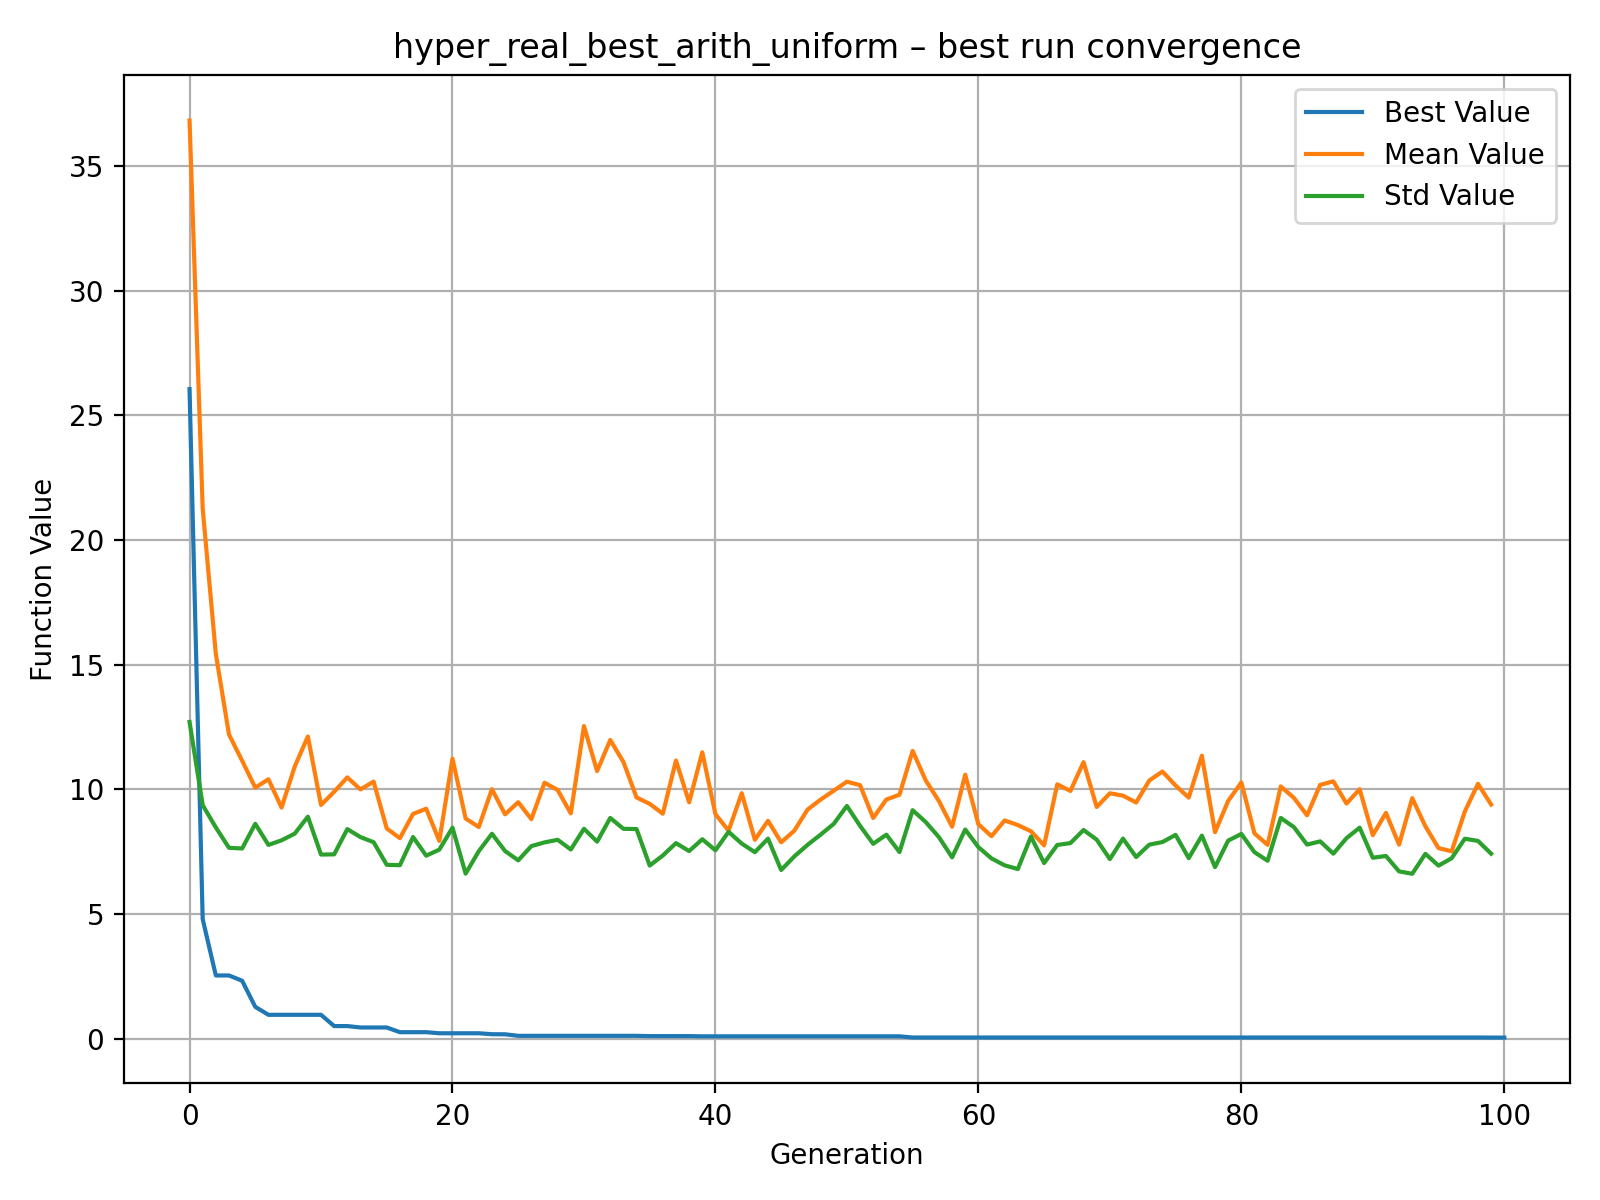 hyper_real_best_arith_uniform – best run convergence
Best Value
Mean Value
Std Value
Function Value
35
30
25
20
15
10
5
0
0 20 40 60 80 100
Generation